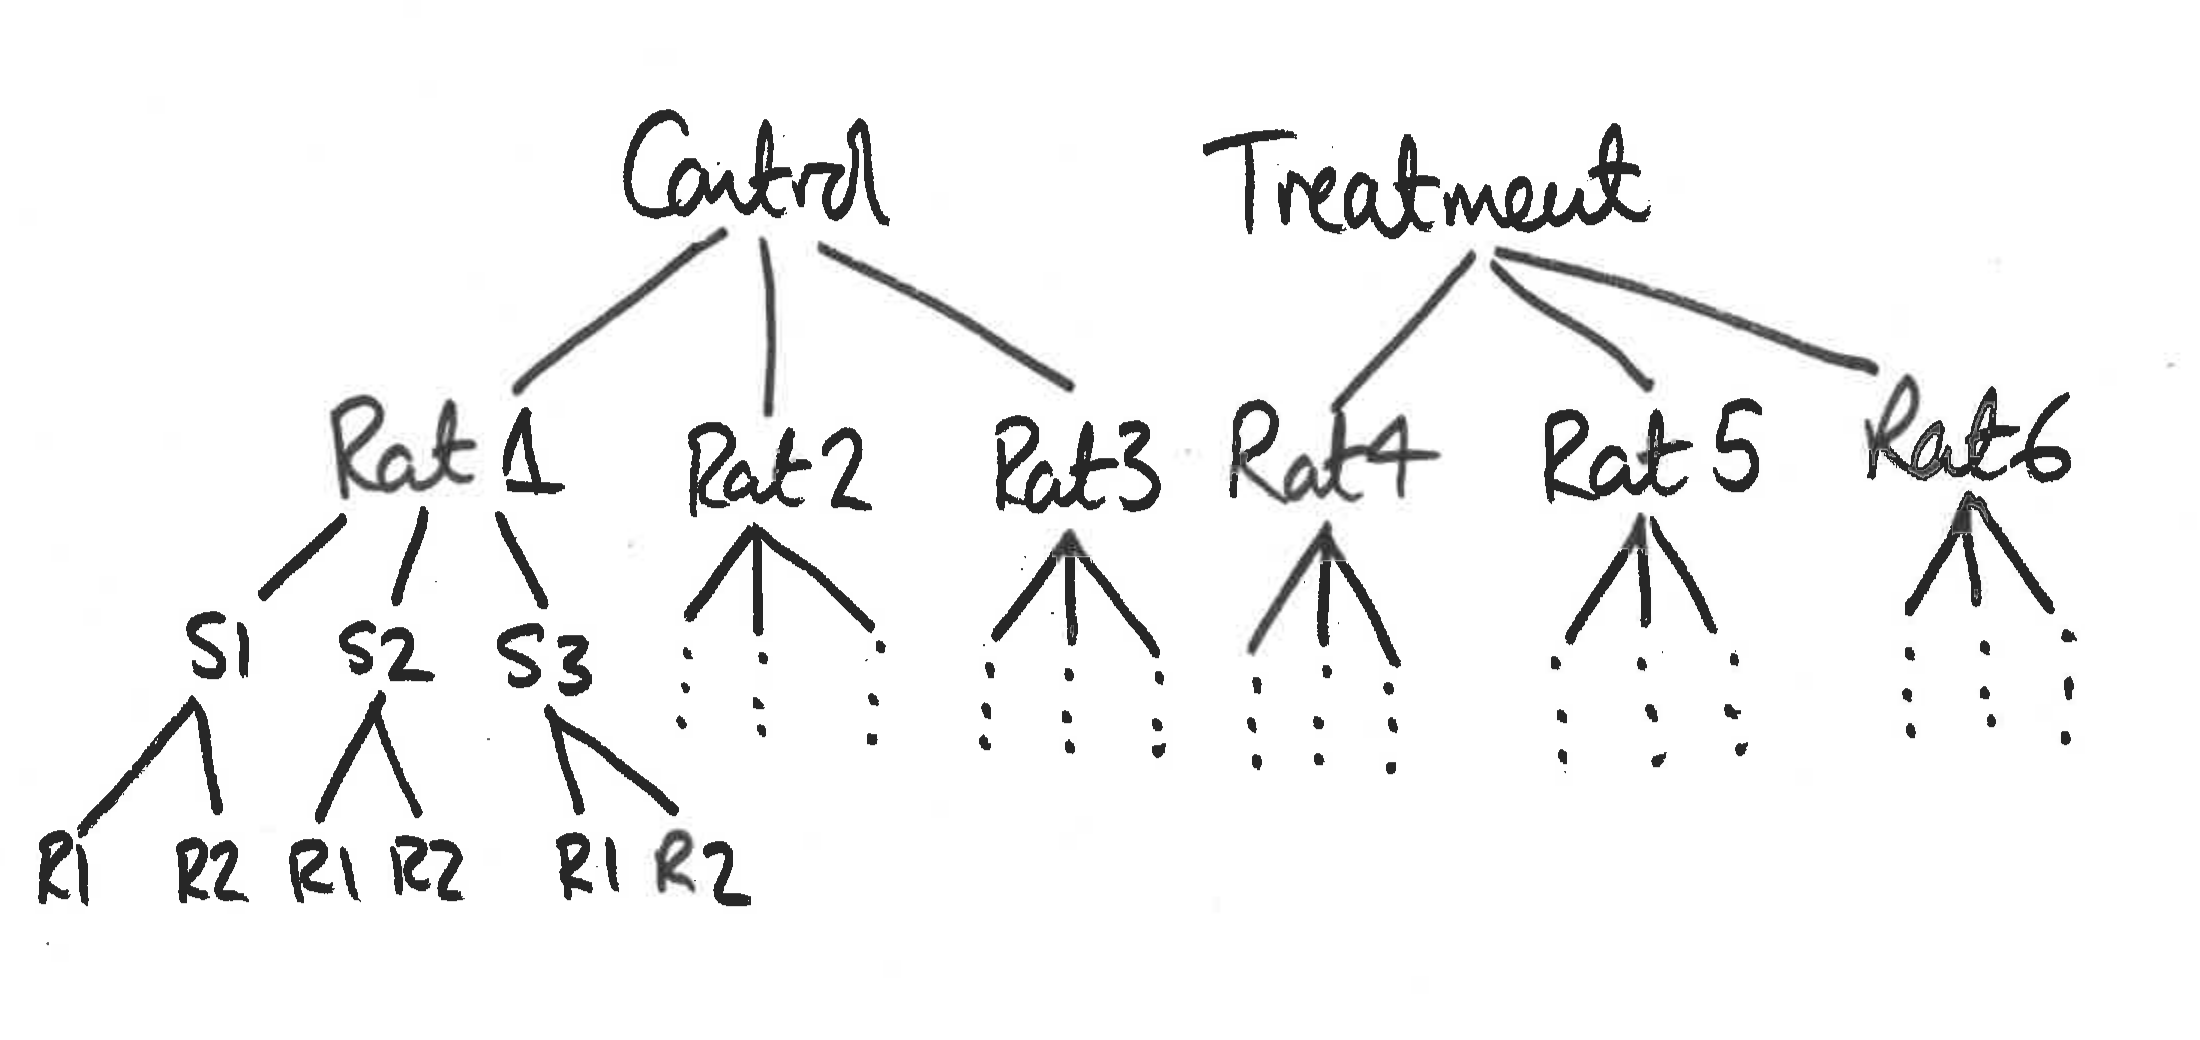 Control Treatment
Rat 1 Rat 2 Rat 3 Rat 4 Rat 5 Rat 6
S1 S2 S3
R1 R2 R1 R2 R1 R2